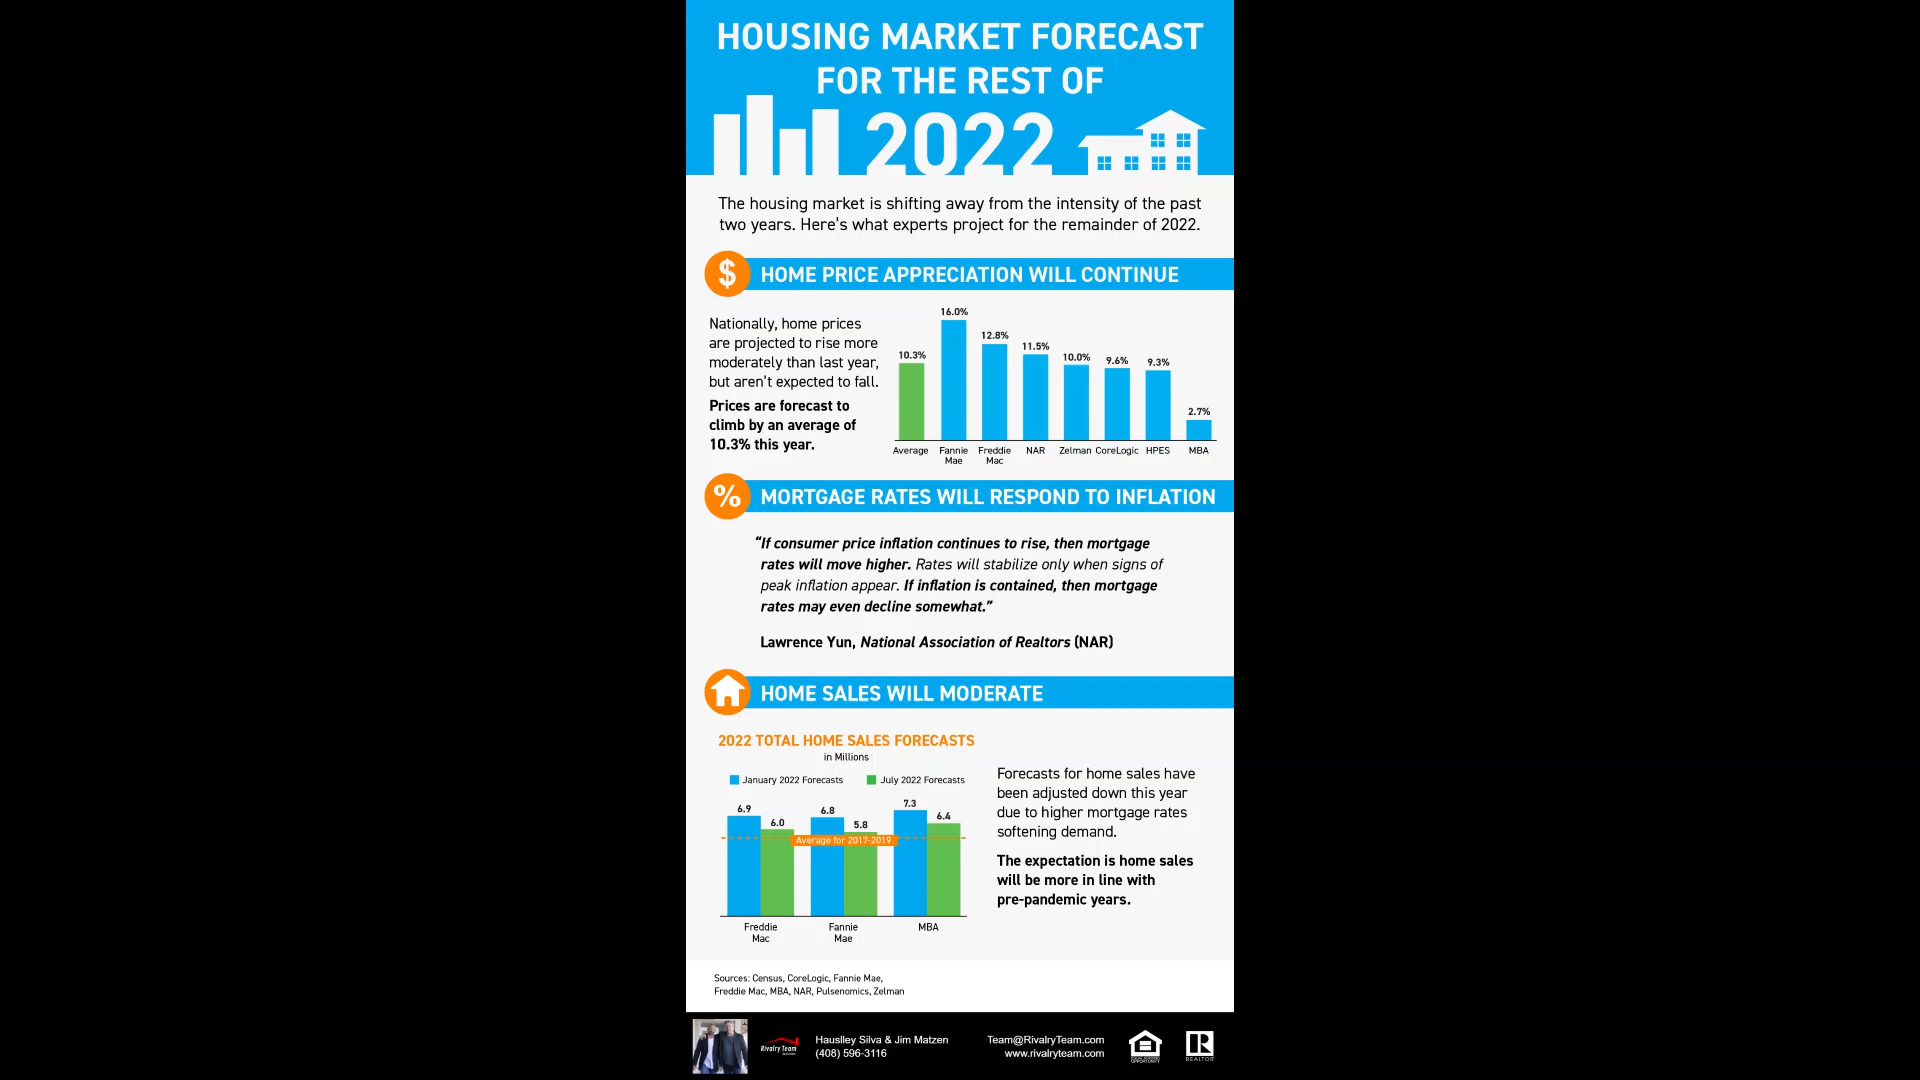 HOUSING MARKET FORECAST
FOR THE REST OF
2022
The housing market is shifting away from the intensity of the past
two years. Here's what experts project for the remainder of 2022.
$ HOME PRICE APPRECIATION WILL CONTINUE
Nationally, home prices
are projected to rise more
moderately than last year,
but aren't expected to fall.
Prices are forecast to
climb by an average of
10.3% this year.
10.3% 16.0% 12.8% 11.5% 10.0% 9.6% 9.3% 2.7%
Average Fannie Mae Freddie Mac NAR Zelman CoreLogic HPES MBA
% MORTGAGE RATES WILL RESPOND TO INFLATION
“If consumer price inflation continues to rise, then mortgage
rates will move higher. Rates will stabilize only when signs of
peak inflation appear. If inflation is contained, then mortgage
rates may even decline somewhat.”
Lawrence Yun, National Association of Realtors (NAR)
HOME SALES WILL MODERATE
2022 TOTAL HOME SALES FORECASTS
in Millions
January 2022 Forecasts July 2022 Forecasts
6.9 6.0 6.8 5.8 7.3 6.4
Average for 2017-2019
Freddie Mac Fannie Mae MBA
Forecasts for home sales have
been adjusted down this year
due to higher mortgage rates
softening demand.
The expectation is home sales
will be more in line with
pre-pandemic years.
Sources: Census, CoreLogic, Fannie Mae,
Freddie Mac, MBA, NAR, Pulsenomics, Zelman
Rivalry Team
Hauslley Silva & Jim Matzen
(408) 596-3116
Team@RivalryTeam.com
www.rivalryteam.com
REALTOR